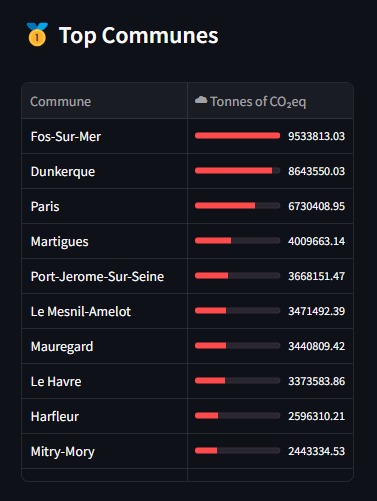 Top Communes
Commune Tonnes of CO₂eq
Fos-Sur-Mer 9533813.03
Dunkerque 8643550.03
Paris 6730408.95
Martigues 4009663.14
Port-Jerome-Sur-Seine 3668151.47
Le Mesnil-Amelot 3471492.39
Mauregard 3440809.42
Le Havre 3373583.86
Harfleur 2596310.21
Mitry-Mory 2443334.53